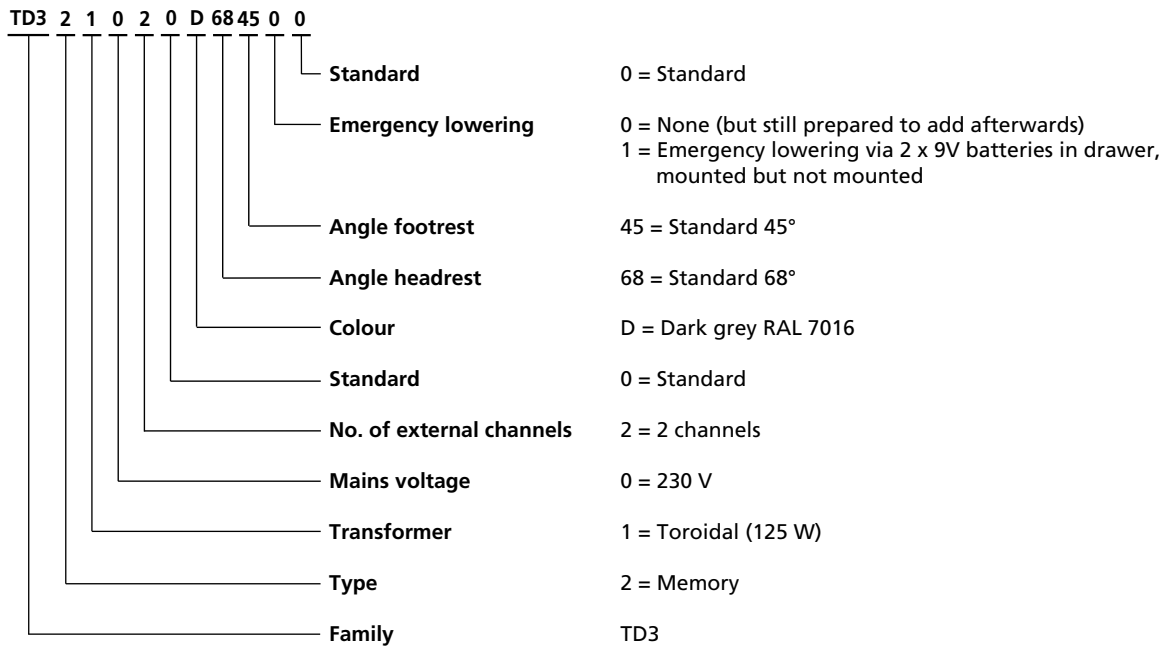 TD3 2 1 0 2 0 D 68 45 0 0
Standard 0 = Standard
Emergency lowering 0 = None (but still prepared to add afterwards)
1 = Emergency lowering via 2 x 9V batteries in drawer,
mounted but not mounted
Angle footrest 45 = Standard 45°
Angle headrest 68 = Standard 68°
Colour D = Dark grey RAL 7016
Standard 0 = Standard
No. of external channels 2 = 2 channels
Mains voltage 0 = 230 V
Transformer 1 = Toroidal (125 W)
Type 2 = Memory
Family TD3